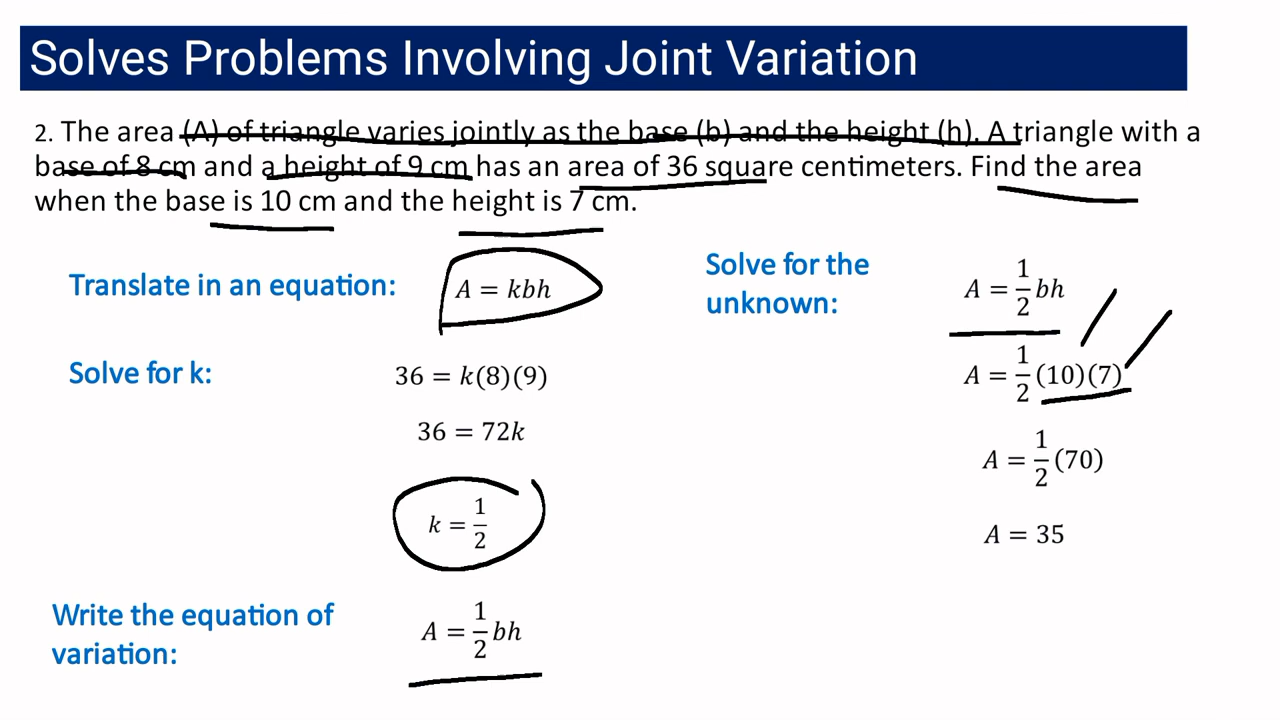 Solves Problems Involving Joint Variation
2. The area (A) of triangle varies jointly as the base (b) and the height (h). A triangle with a
base of 8 cm and a height of 9 cm has an area of 36 square centimeters. Find the area
when the base is 10 cm and the height is 7 cm.
Translate in an equation:
A = kbh
Solve for k:
36 = k(8)(9)
36 = 72k
k = 1/2
Write the equation of
variation:
A = 1/2 bh
Solve for the
unknown:
A = 1/2 bh
A = 1/2 (10)(7)
A = 1/2 (70)
A = 35